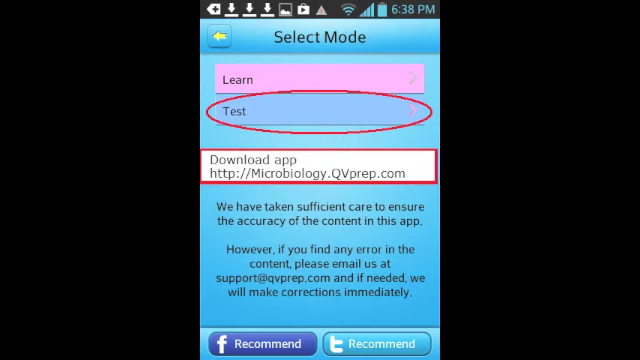 6:38 PM
Select Mode
Learn
Test
Download app
http://Microbiology.QVprep.com
We have taken sufficient care to ensure
the accuracy of the content in this app.
However, if you find any error in the
content, please email us at
support@qvprep.com and if needed, we
will make corrections immediately.
f Recommend
t Recommend